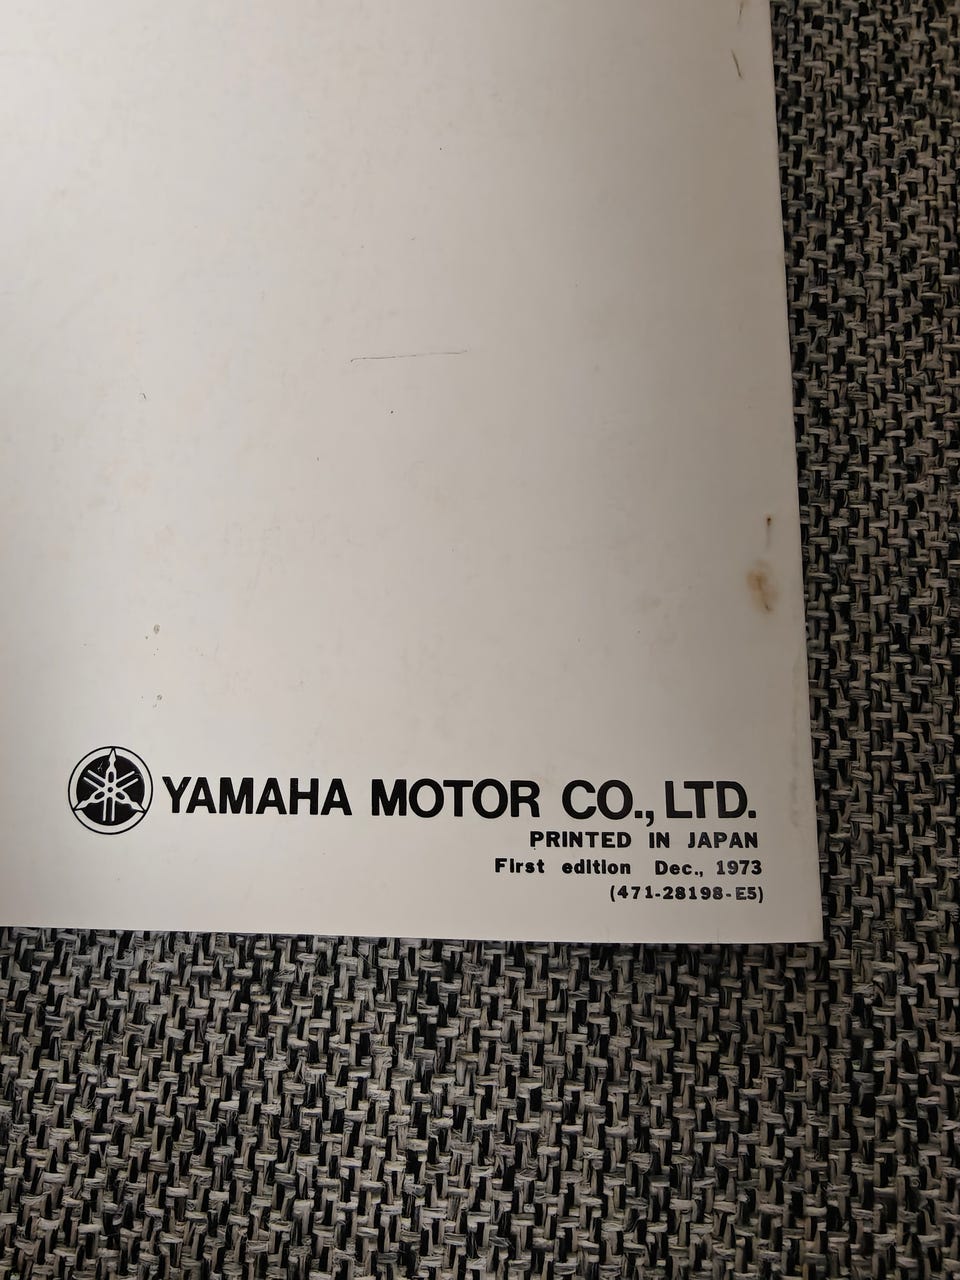 YAMAHA MOTOR CO., LTD.
PRINTED IN JAPAN
First edition Dec., 1973
(471-28198-E5)